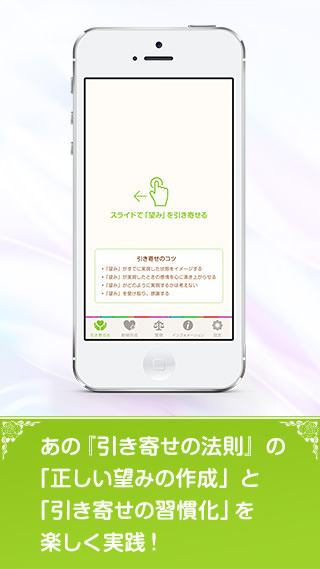 スライドで「望み」を引き寄せる
引き寄せのコツ
•「望み」がすでに実現した状態をイメージする
•「望み」が実現したときの感情を心に湧き上がらせる
•「望み」がどのように実現するかは考えない
•「望み」を受け取り、感謝する
引き寄せる
新規作成
整理
インフォメーション
設定
あの『引き寄せの法則』の
「正しい望みの作成」と
「引き寄せの習慣化」を
楽しく実践！